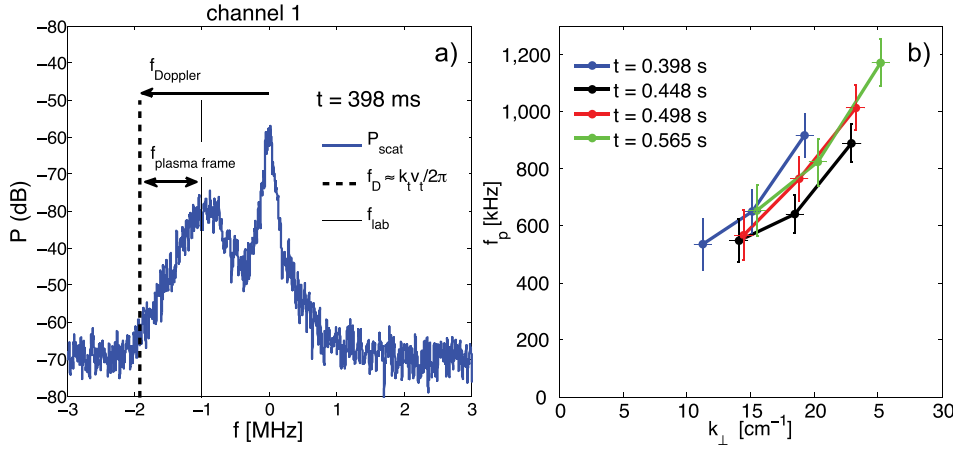 channel 1
a)
f_Doppler
t = 398 ms
f_plasma frame
P_scat
f_D ≈ k_t v_t/2π
f_lab
−80
−30
−40
−50
−40
−50
−60
−70
−80
P (dB)
−3
−2
−1
0
1
2
3
f [MHz]
b)
t = 0.398 s
t = 0.448 s
t = 0.498 s
t = 0.565 s
1,200
1,000
800
600
400
200
0
f_p [kHz]
0
5
10
15
20
5
30
k_⊥ [cm⁻¹]